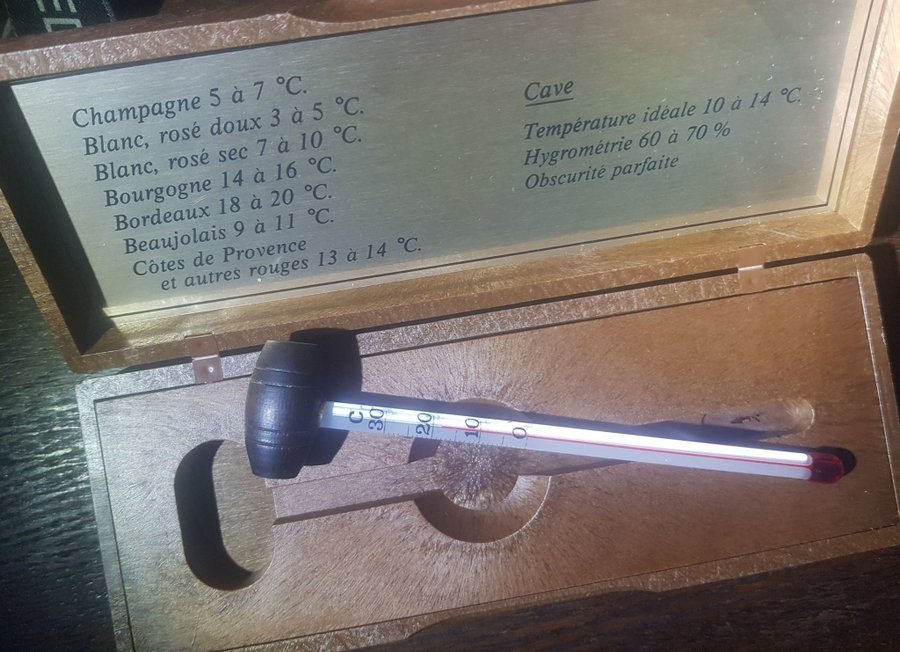 Champagne 5 à 7 °C.
Blanc, rosé doux 3 à 5 °C.
Blanc, rosé sec 7 à 10 °C.
Bourgogne 14 à 16 °C.
Bordeaux 18 à 20 °C.
Beaujolais 9 à 11 °C.
Côtes de Provence
et autres rouges 13 à 14 °C.
Cave
Température idéale 10 à 14 °C.
Hygrométrie 60 à 70 %
Obscurité parfaite
C
30
20
10
0